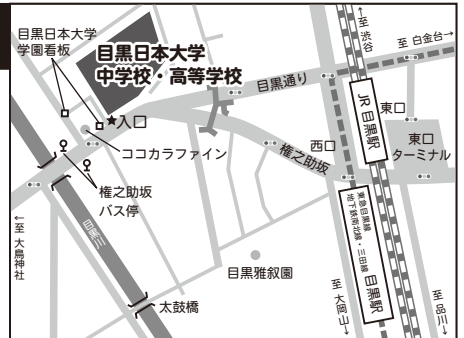 目黒日本大学
学園看板
目黒日本大学
中学校・高等学校
★入口
ココカラファイン
権之助坂
バス停
←至 大鳥神社
目黒川
太鼓橋
目黒雅叙園
目黒通り
権之助坂
←至 渋谷
至 白金台→
JR 目黒駅
東口
西口
東口
ターミナル
東急目黒線
地下鉄南北線・三田線
目黒駅
至 大岡山→
至 品川→